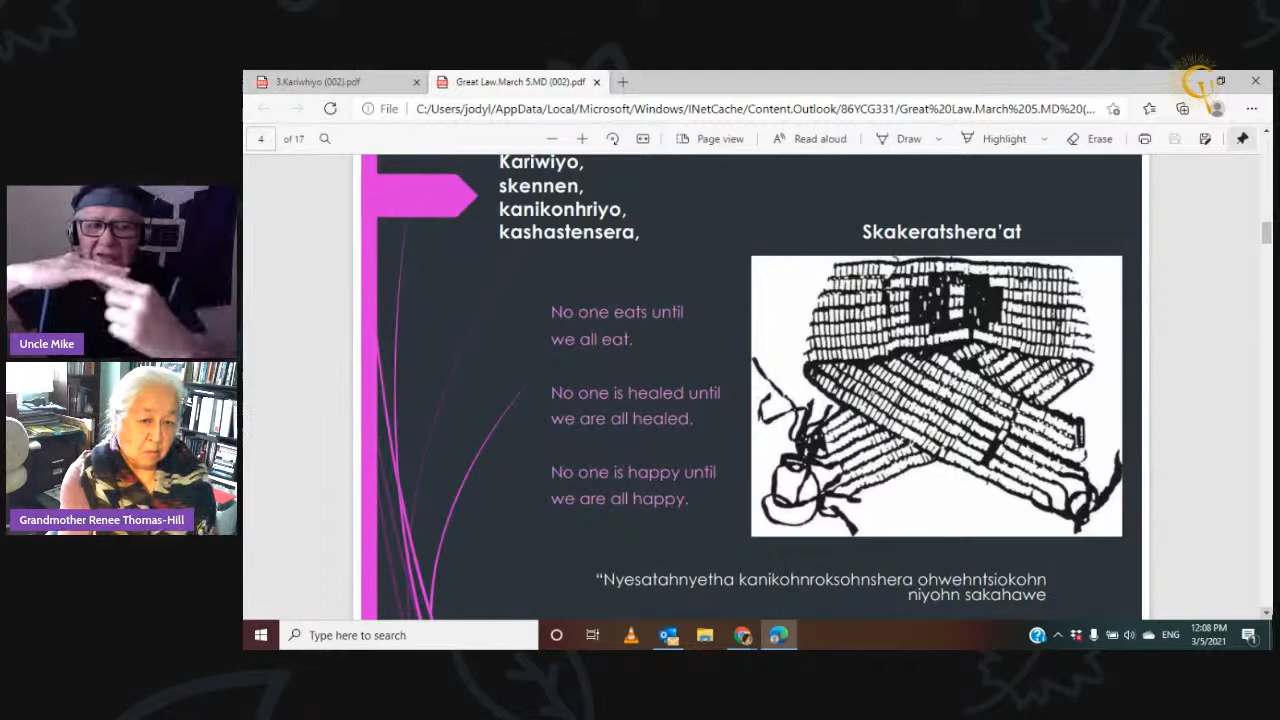 3.Kariwhiyo (002).pdf
Great Law.March 5.MD (002).pdf
File
C:/Users/jodyl/AppData/Local/Microsoft/Windows/INetCache/Content.Outlook/86YCG331/Great%20Law.March%205.MD%20(...
4 of 17
Page view
Read aloud
Draw
Highlight
Erase
Kariwiyo,
skennen,
kanikonhriyo,
kashastensera,
Skakeratshera’at
No one eats until
we all eat.
No one is healed until
we are all healed.
No one is happy until
we are all happy.
“Nyesatahnyetha kanikohnroksohnshera ohwehntsiokohn
niyohn sakahawe
Uncle Mike
Grandmother Renee Thomas-Hill
Type here to search
ENG
12:08 PM
3/5/2021